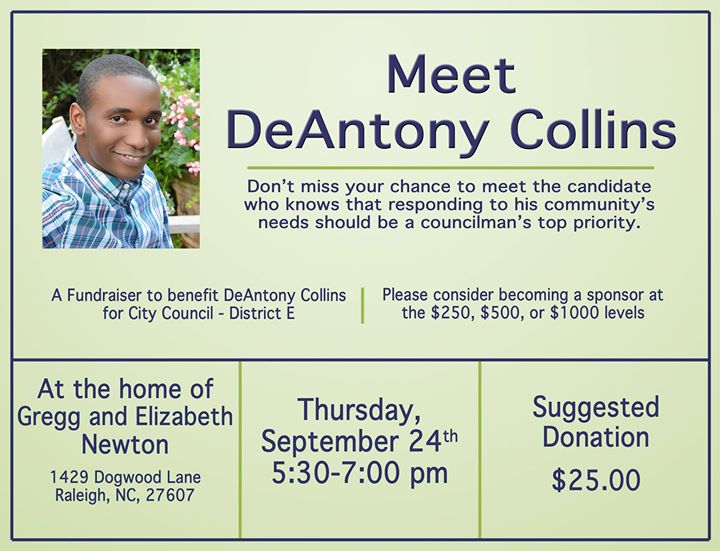 Meet
DeAntony Collins
Don't miss your chance to meet the candidate
who knows that responding to his community's
needs should be a councilman's top priority.
A Fundraiser to benefit DeAntony Collins
for City Council - District E
Please consider becoming a sponsor at
the $250, $500, or $1000 levels
At the home of
Gregg and Elizabeth
Newton
1429 Dogwood Lane
Raleigh, NC, 27607
Thursday,
September 24th
5:30-7:00 pm
Suggested
Donation
$25.00